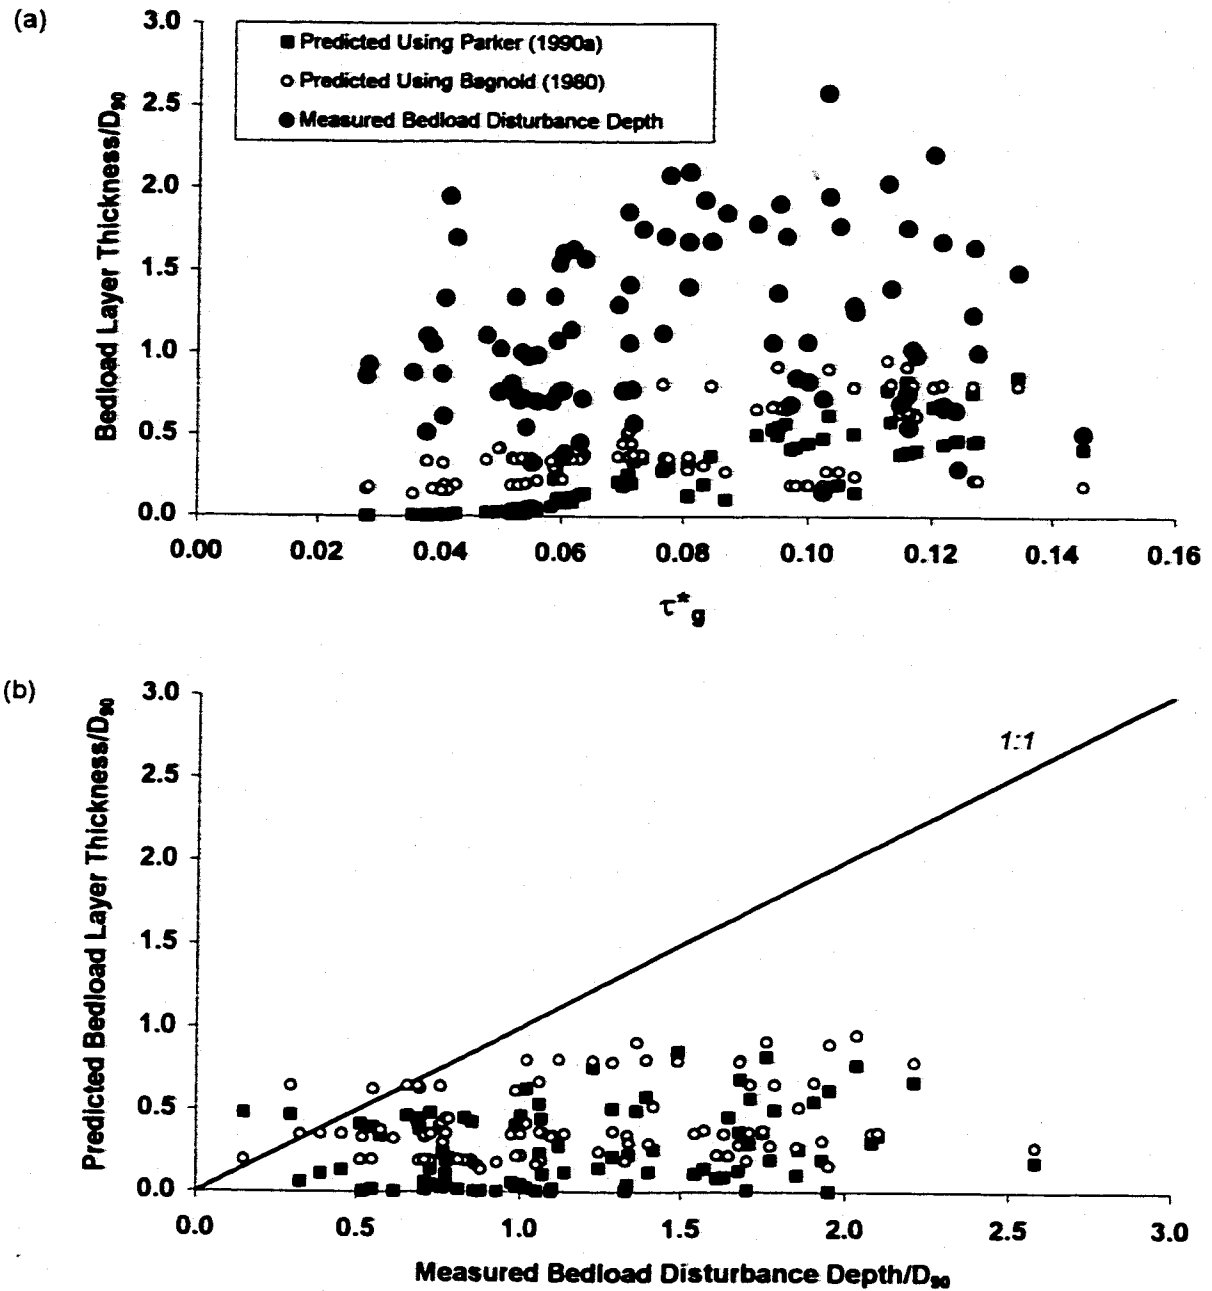 (a)
3.0
2.5
2.0
1.5
1.0
0.5
0.0
Bedload Layer Thickness/D90
Predicted Using Parker (1990a)
Predicted Using Bagnold (1980)
Measured Bedload Disturbance Depth
0.00 0.02 0.04 0.06 0.08 0.10 0.12 0.14 0.16
τ*g
(b)
3.0
2.5
2.0
1.5
1.0
0.5
0.0
Predicted Bedload Layer Thickness/D90
1:1
0.0 0.5 1.0 1.5 2.0 2.5 3.0
Measured Bedload Disturbance Depth/D90